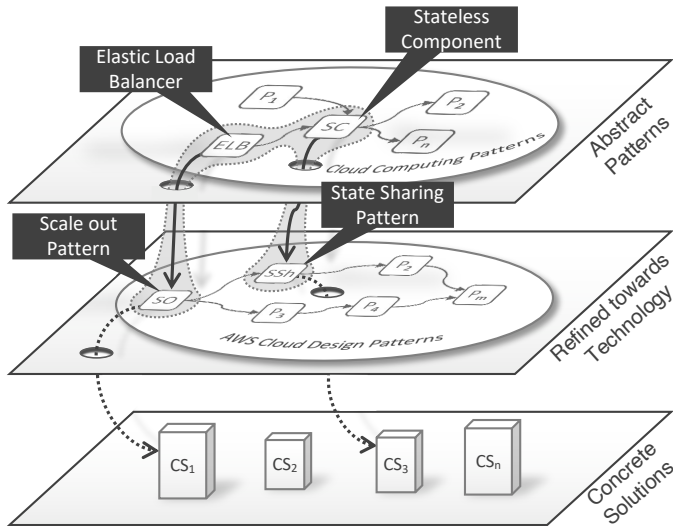 Stateless
Component
Elastic Load
Balancer
P1
P2
SC
ELB
Pn
Cloud Computing Patterns
Abstract
Patterns
State Sharing
Pattern
Scale out
Pattern
SSh
P2
SO
Pm
P3
P4
AWS Cloud Design Patterns
Refined towards
Technology
CS1
CS2
CS3
CSn
Concrete
Solutions